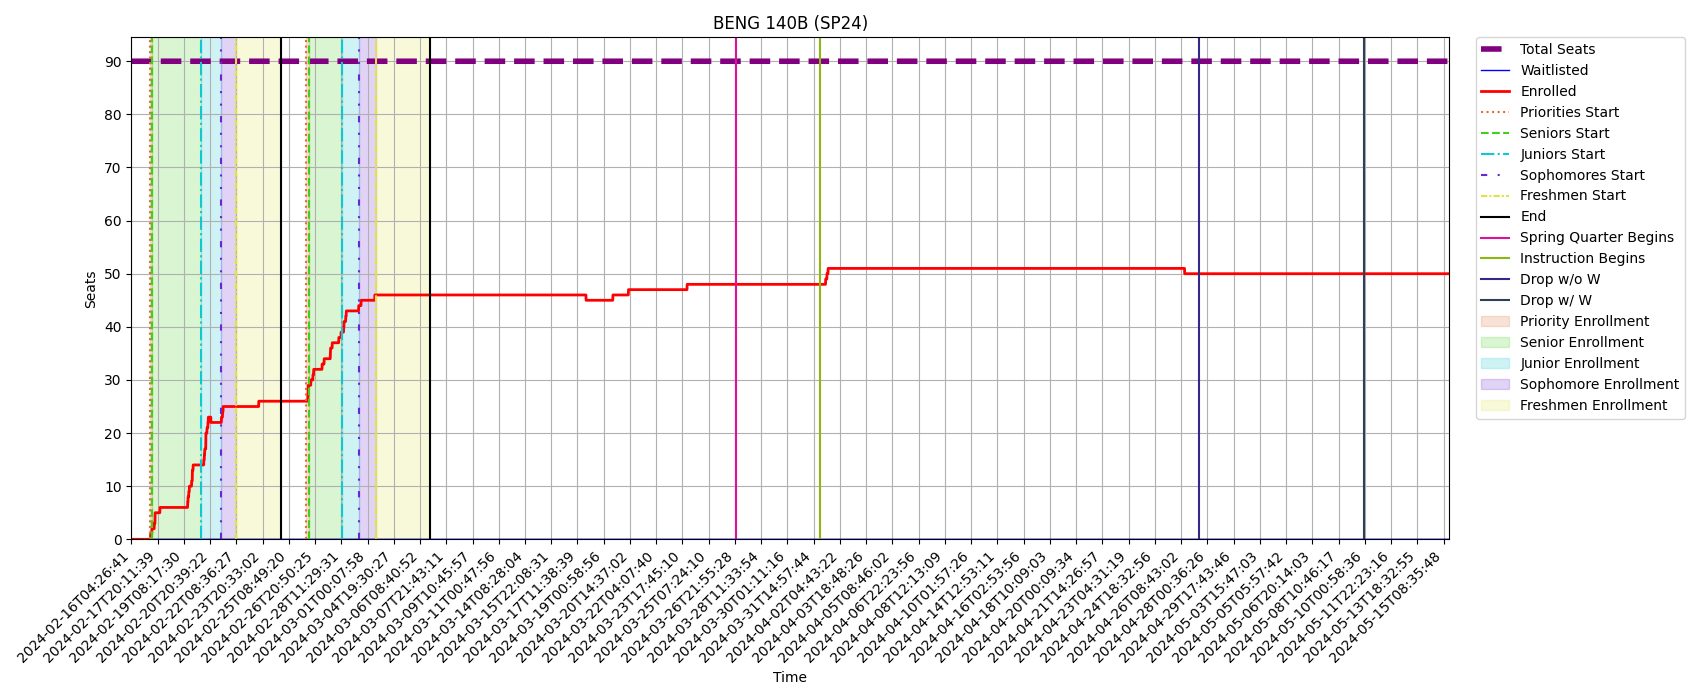 BENG 140B (SP24)
Seats
90
80
70
60
50
40
30
20
10
0
2024-02-16T04:26:41
2024-02-17T20:11:39
2024-02-19T08:17:30
2024-02-20T20:39:22
2024-02-22T08:36:27
2024-02-23T20:33:02
2024-02-25T08:49:20
2024-02-26T20:50:25
2024-02-28T11:29:31
2024-03-01T00:07:58
2024-03-04T19:30:27
2024-03-06T08:40:52
2024-03-07T21:43:11
2024-03-09T10:45:57
2024-03-11T00:47:56
2024-03-14T08:28:04
2024-03-15T22:08:31
2024-03-17T11:38:39
2024-03-19T00:58:56
2024-03-20T14:37:02
2024-03-22T04:07:40
2024-03-23T17:45:10
2024-03-25T07:24:10
2024-03-26T21:55:28
2024-03-28T11:33:54
2024-03-30T01:11:16
2024-03-31T14:57:44
2024-04-02T04:43:22
2024-04-03T18:48:26
2024-04-05T08:46:02
2024-04-06T22:23:56
2024-04-08T12:13:09
2024-04-10T01:57:26
2024-04-14T12:53:11
2024-04-16T02:53:56
2024-04-18T10:09:03
2024-04-20T00:09:34
2024-04-21T14:26:57
2024-04-23T04:31:19
2024-04-24T18:32:56
2024-04-26T08:43:02
2024-04-28T00:36:26
2024-04-29T17:43:46
2024-05-03T15:47:03
2024-05-05T05:57:42
2024-05-06T20:14:03
2024-05-08T10:46:17
2024-05-10T00:58:36
2024-05-11T22:23:16
2024-05-13T18:32:55
2024-05-15T08:35:48
Time
Total Seats
Waitlisted
Enrolled
Priorities Start
Seniors Start
Juniors Start
Sophomores Start
Freshmen Start
End
Spring Quarter Begins
Instruction Begins
Drop w/o W
Drop w/ W
Priority Enrollment
Senior Enrollment
Junior Enrollment
Sophomore Enrollment
Freshmen Enrollment